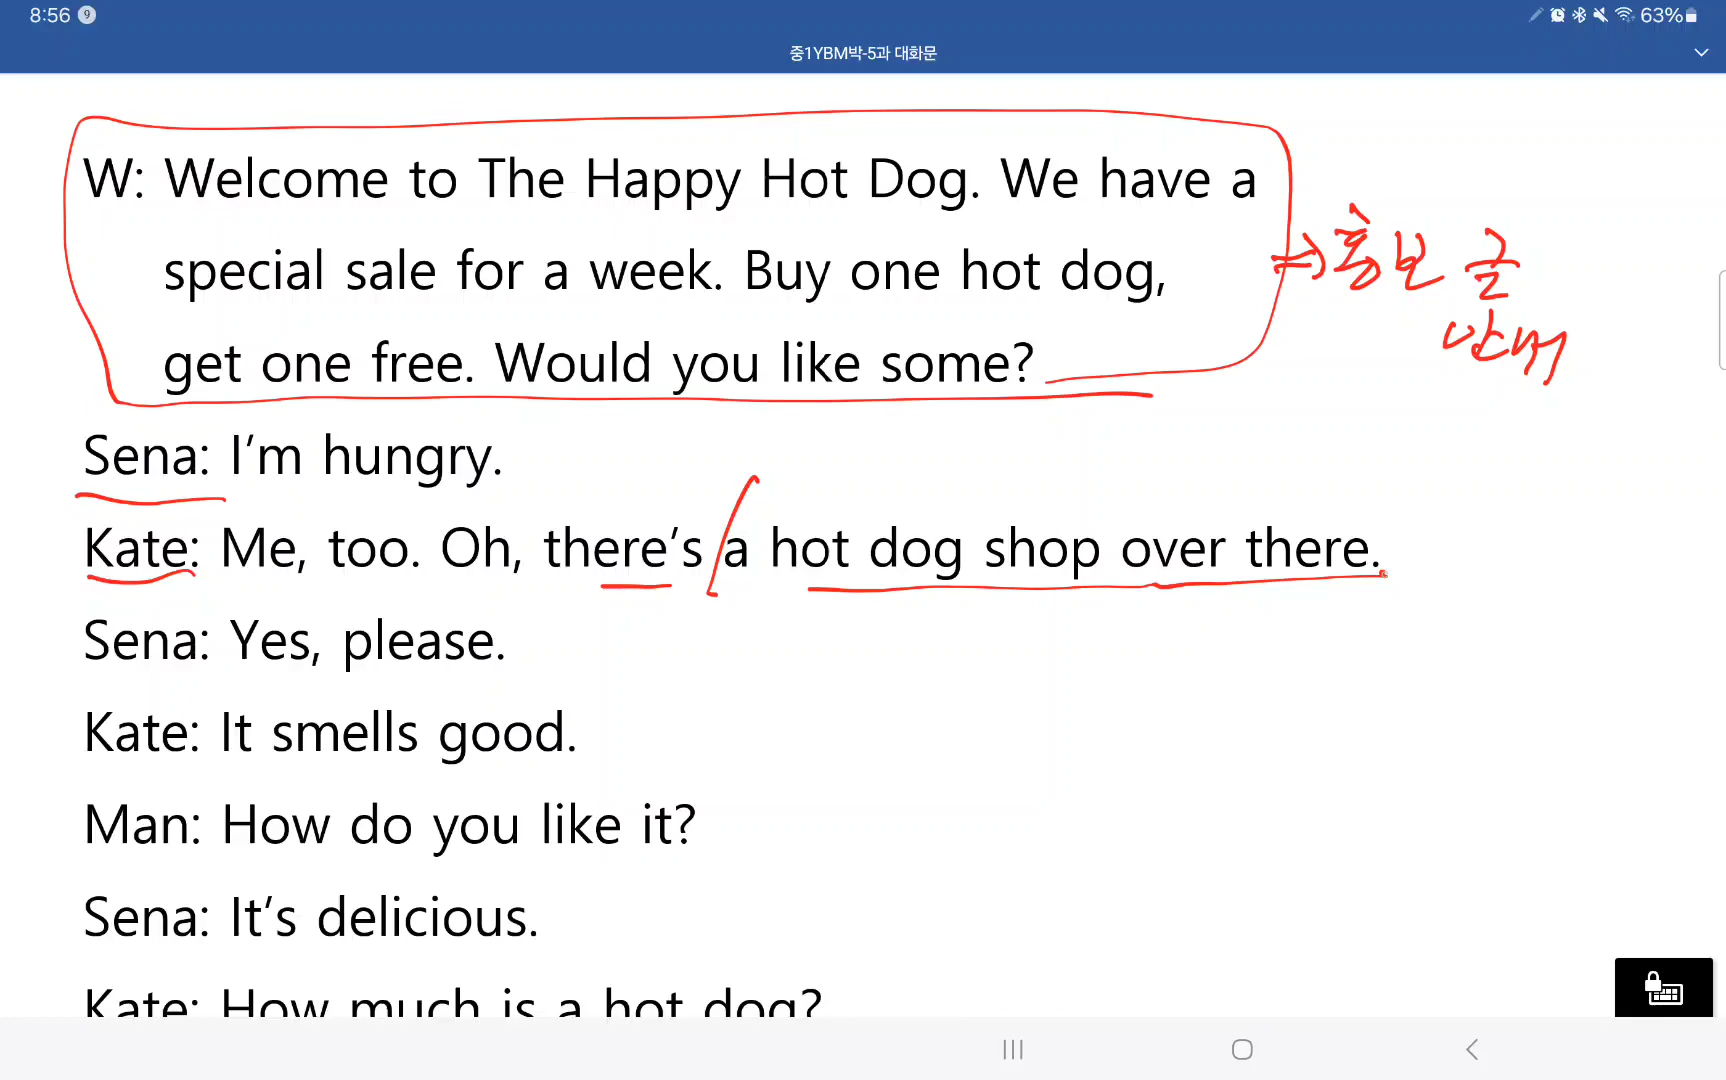 8:56 9 63%
중1YBM박-5과 대화문
W: Welcome to The Happy Hot Dog. We have a
special sale for a week. Buy one hot dog,
get one free. Would you like some?
⇒ 홍보 글
Sena: I’m hungry.
Kate: Me, too. Oh, there’s a hot dog shop over there.
Sena: Yes, please.
Kate: It smells good.
Man: How do you like it?
Sena: It’s delicious.
Kate: How much is a hot dog?